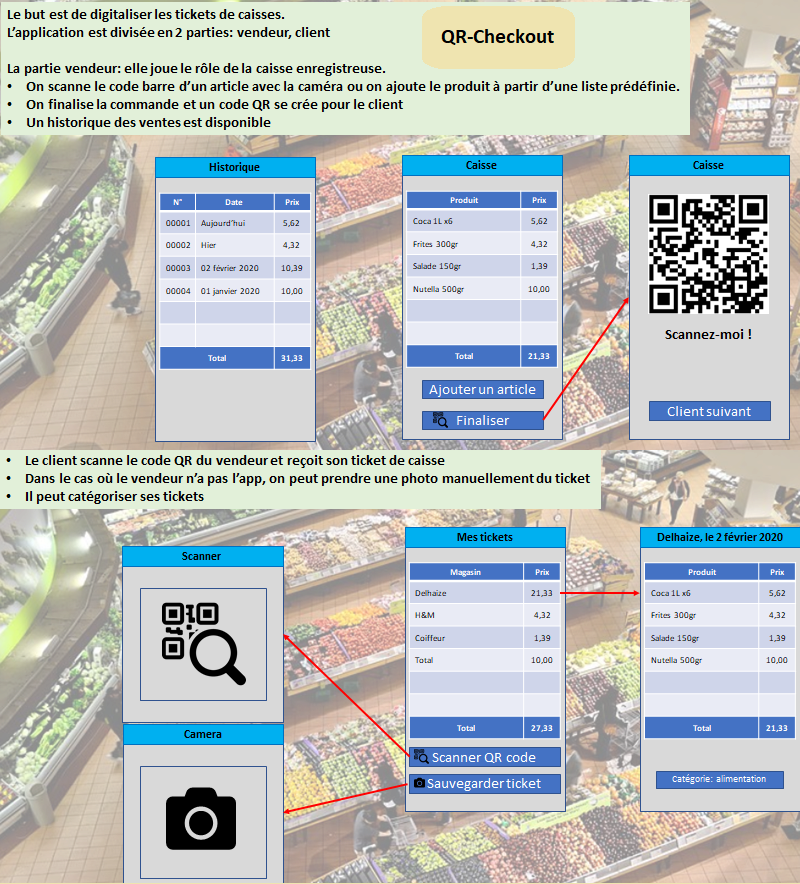 Le but est de digitaliser les tickets de caisses.
L'application est divisée en 2 parties: vendeur, client
QR-Checkout
La partie vendeur: elle joue le rôle de la caisse enregistreuse.
• On scanne le code barre d'un article avec la caméra ou on ajoute le produit à partir d'une liste prédéfinie.
• On finalise la commande et un code QR se crée pour le client
• Un historique des ventes est disponible
Historique
N° Date Prix
00001 Aujourd'hui 5,62
00002 Hier 4,32
00003 02 février 2020 10,39
00004 01 janvier 2020 10,00
Total 31,33
Caisse
Produit Prix
Coca 1L x6 5,62
Frites 300gr 4,32
Salade 150gr 1,39
Nutella 500gr 10,00
Total 21,33
Ajouter un article
Finaliser
Caisse
Scannez-moi !
Client suivant
• Le client scanne le code QR du vendeur et reçoit son ticket de caisse
• Dans le cas où le vendeur n'a pas l'app, on peut prendre une photo manuellement du ticket
• Il peut catégoriser ses tickets
Scanner
Camera
Mes tickets
Magasin Prix
Delhaize 21,33
H&M 4,32
Coiffeur 1,39
Total 10,00
Total 27,33
Scanner QR code
Sauvegarder ticket
Delhaize, le 2 février 2020
Produit Prix
Coca 1L x6 5,62
Frites 300gr 4,32
Salade 150gr 1,39
Nutella 500gr 10,00
Total 21,33
Catégorie: alimentation